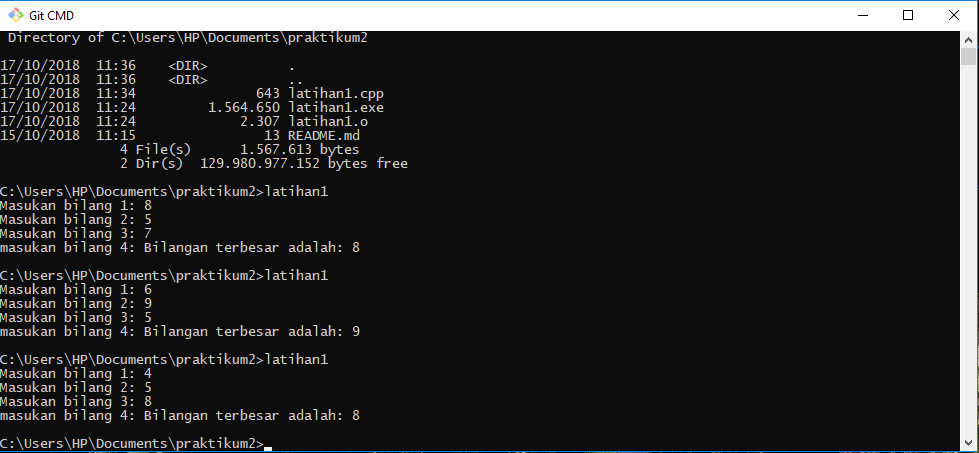 Git CMD
Directory of C:\Users\HP\Documents\praktikum2
17/10/2018  11:36    <DIR>          .
17/10/2018  11:36    <DIR>          ..
17/10/2018  11:34               643 latihan1.cpp
17/10/2018  11:24         1.564.650 latihan1.exe
17/10/2018  11:24             2.307 latihan1.o
15/10/2018  11:15                13 README.md
               4 File(s)      1.567.613 bytes
               2 Dir(s)  129.980.977.152 bytes free
C:\Users\HP\Documents\praktikum2>latihan1
Masukan bilang 1: 8
Masukan bilang 2: 5
Masukan bilang 3: 7
masukan bilang 4: Bilangan terbesar adalah: 8
C:\Users\HP\Documents\praktikum2>latihan1
Masukan bilang 1: 6
Masukan bilang 2: 9
Masukan bilang 3: 5
masukan bilang 4: Bilangan terbesar adalah: 9
C:\Users\HP\Documents\praktikum2>latihan1
Masukan bilang 1: 4
Masukan bilang 2: 5
Masukan bilang 3: 8
masukan bilang 4: Bilangan terbesar adalah: 8
C:\Users\HP\Documents\praktikum2>